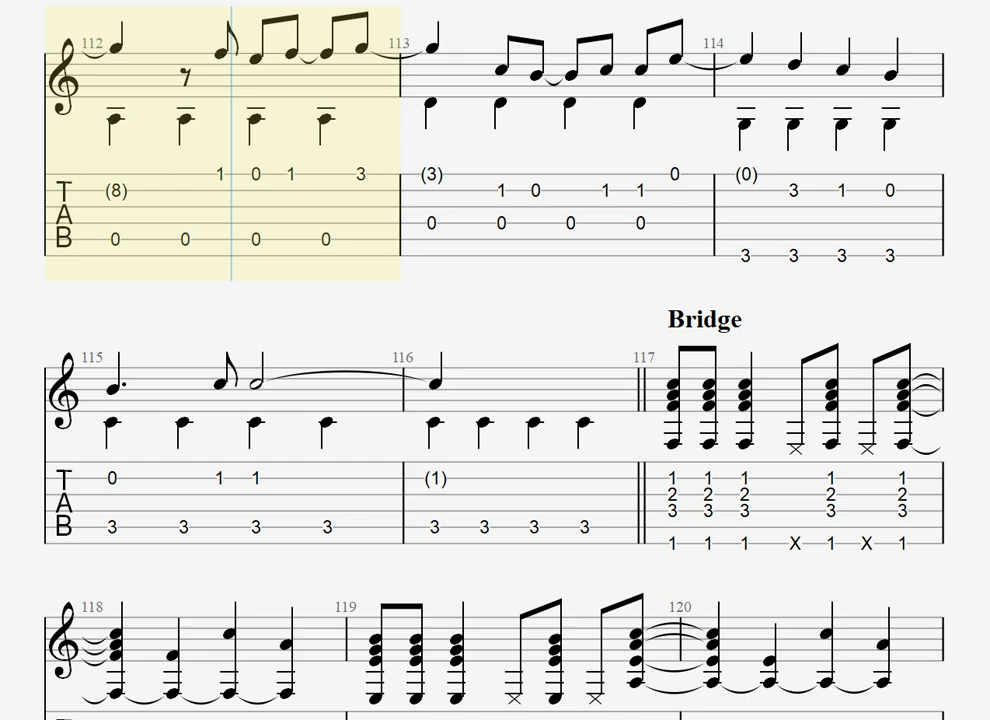 112 113 114
1 0 1 3 (3) 0 (0)
T (8) 1 0 1 1 3 1 0
A 0 0 0 0
B 0 0 0 0
3 3 3 3
Bridge
115 116 117
T 0 1 1 (1) 1 1 1 1 1
2 2 2 2 2
A 3 3 3 3 3
B 3 3 3 3 3 3 3 3
1 1 1 X 1 X 1
118 119 120